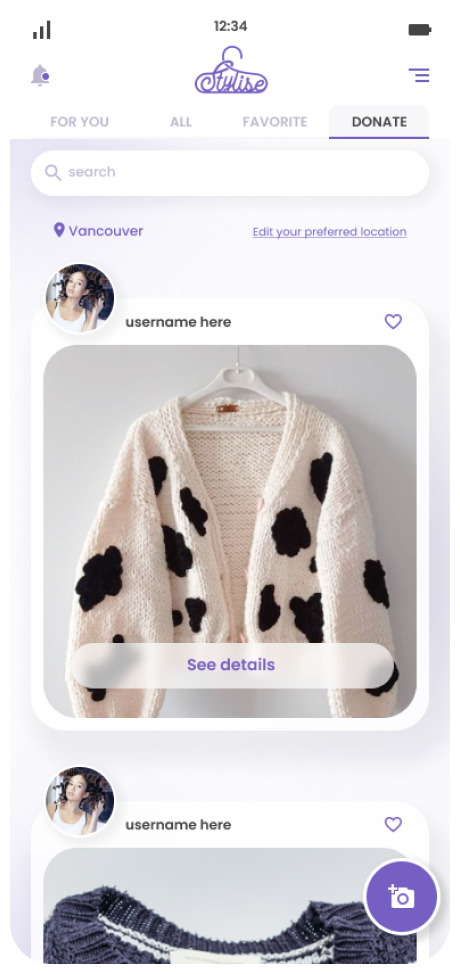 12:34
Stylise
FOR YOU ALL FAVORITE DONATE
search
Vancouver Edit your preferred location
username here
See details
username here